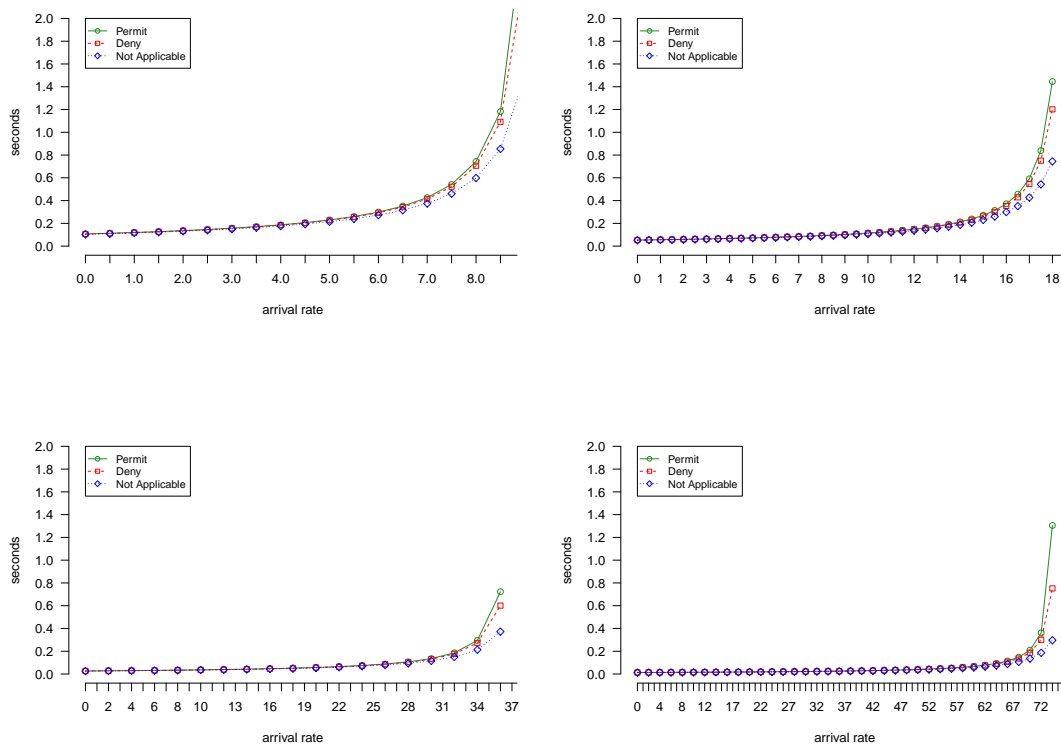 2.0
1.8
1.6
1.4
1.2
1.0
0.8
0.6
0.4
0.2
0.0
seconds
Permit
Deny
Not Applicable
0.0 1.0 2.0 3.0 4.0 5.0 6.0 7.0 8.0
arrival rate
2.0
1.8
1.6
1.4
1.2
1.0
0.8
0.6
0.4
0.2
0.0
seconds
Permit
Deny
Not Applicable
0 1 2 3 4 5 6 7 8 9 10 12 14 16 18
arrival rate
2.0
1.8
1.6
1.4
1.2
1.0
0.8
0.6
0.4
0.2
0.0
seconds
Permit
Deny
Not Applicable
0 2 4 6 8 10 13 16 19 22 25 28 31 34 37
arrival rate
2.0
1.8
1.6
1.4
1.2
1.0
0.8
0.6
0.4
0.2
0.0
seconds
Permit
Deny
Not Applicable
0 4 8 12 17 22 27 32 37 42 47 52 57 62 67 72
arrival rate